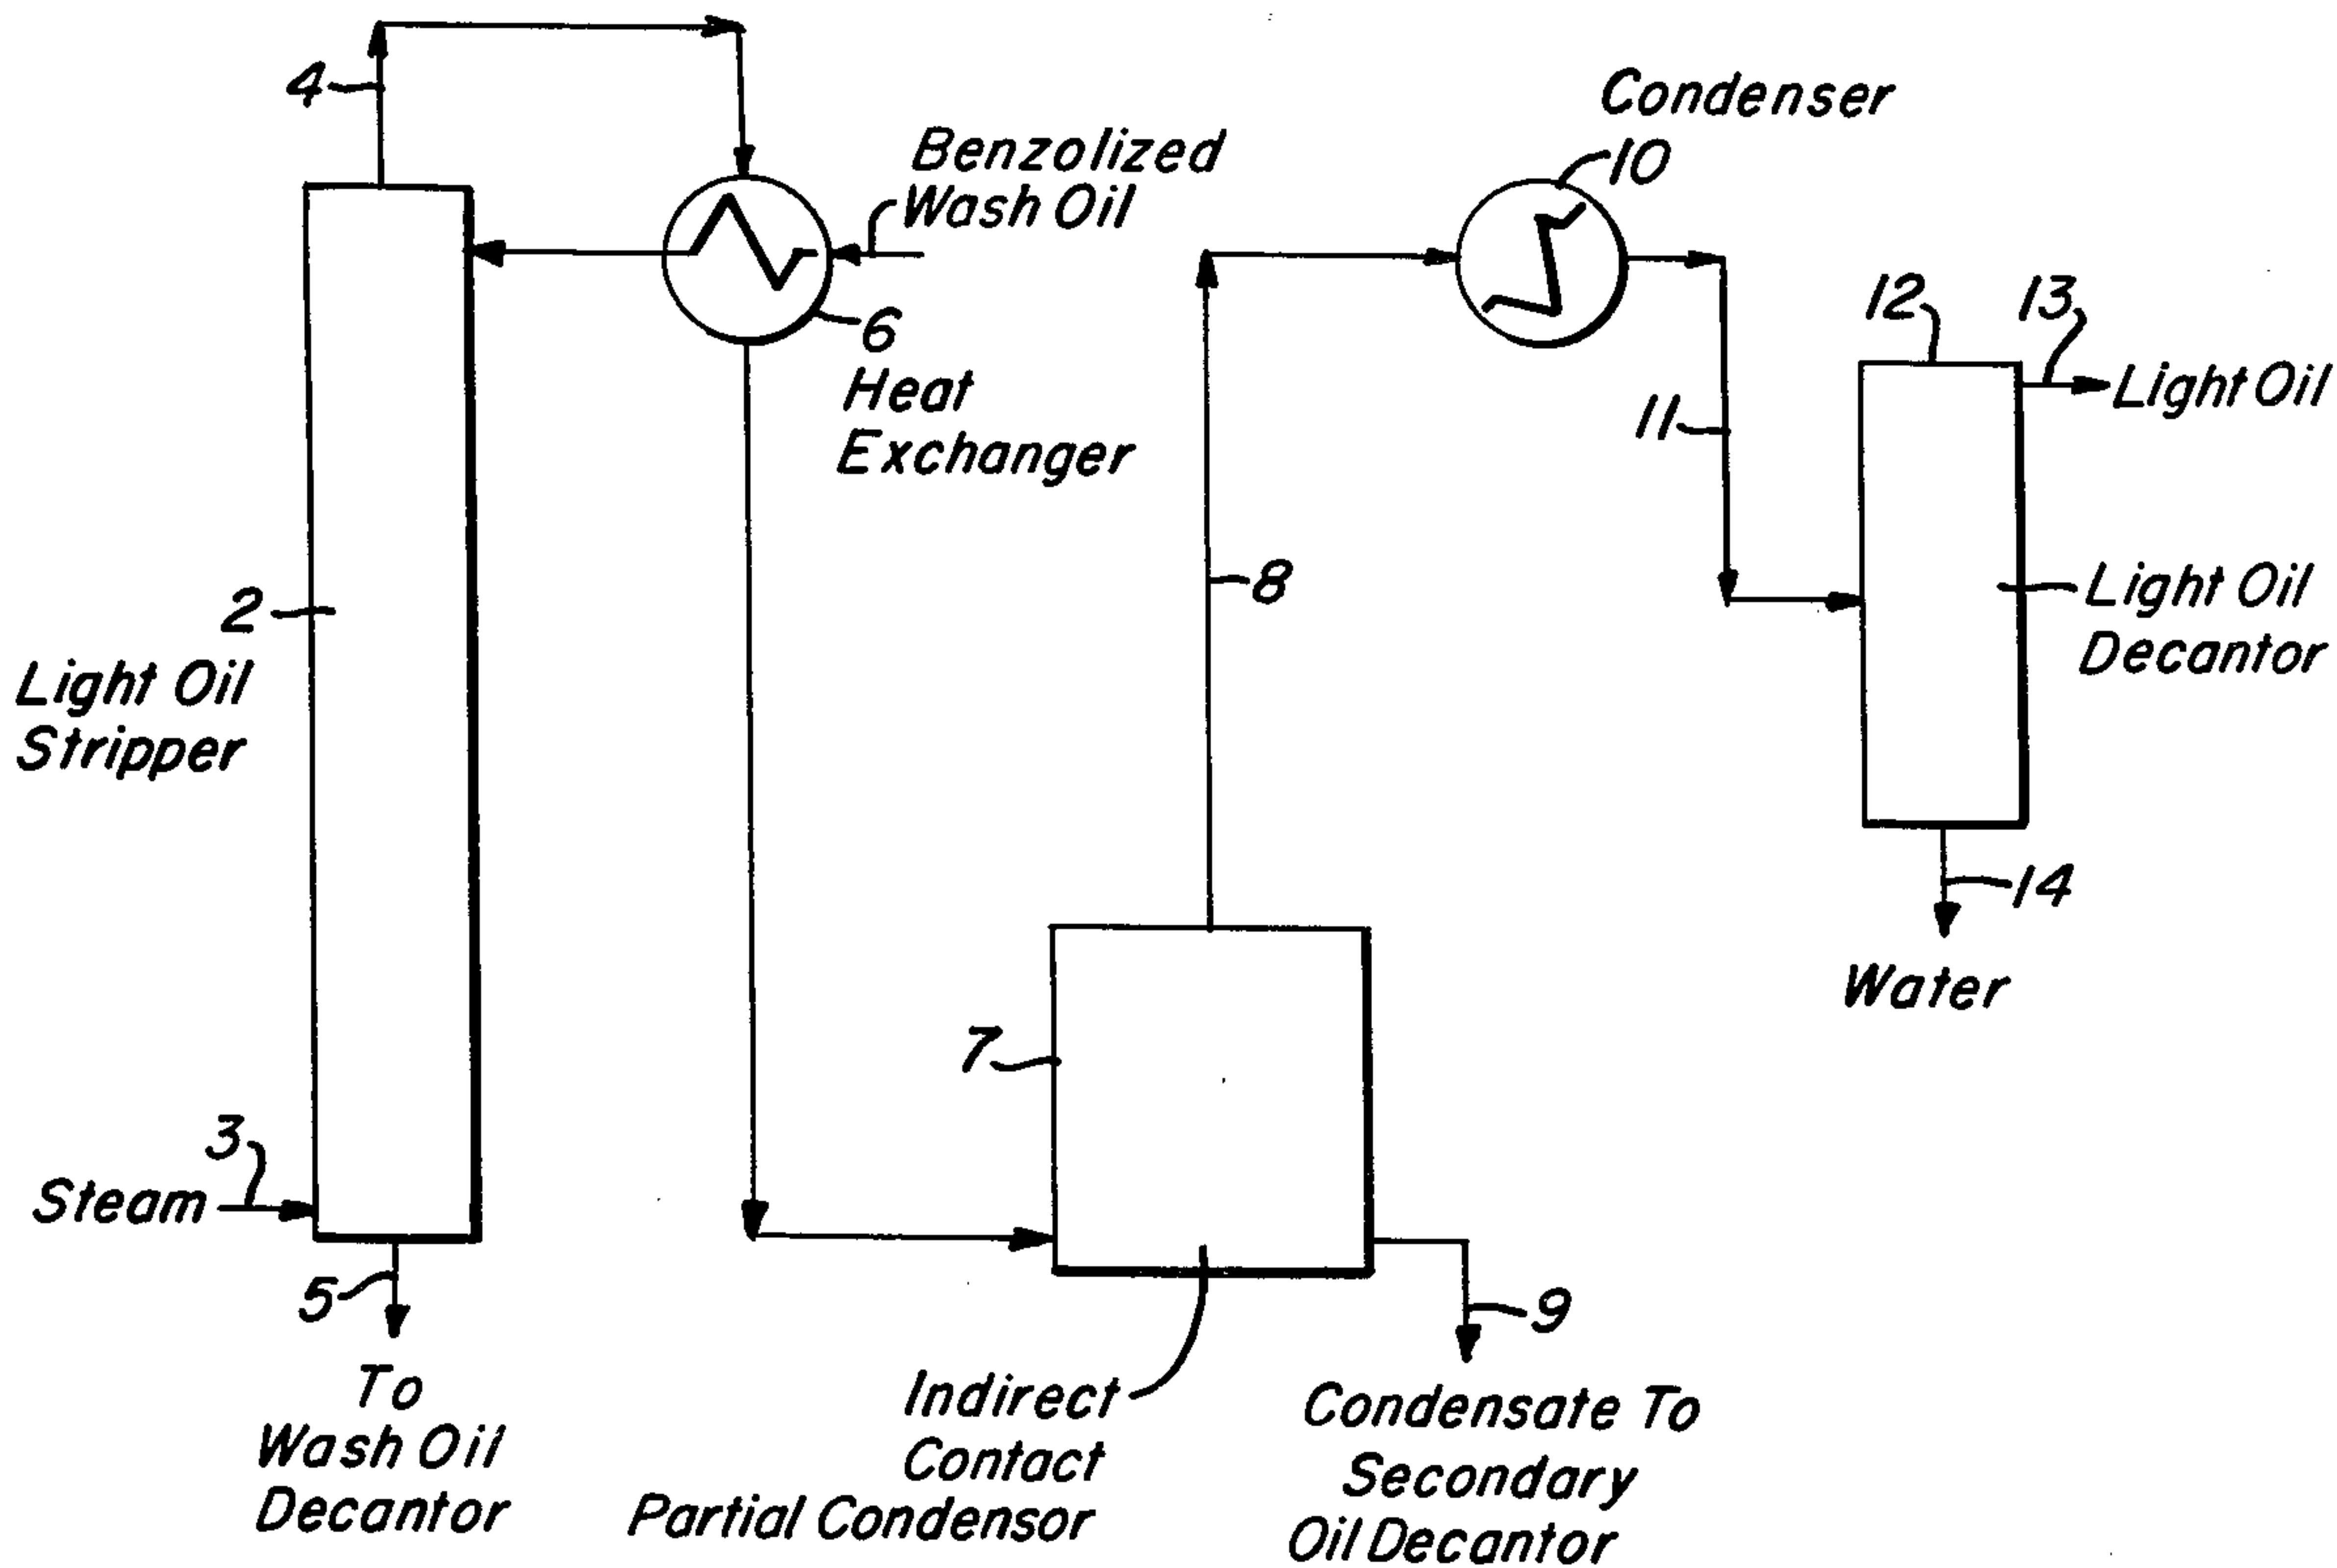 4
Benzolized
Wash Oil
6
Heat
Exchanger
Condenser
10
12
13
Light Oil
11
8
2
Light Oil
Stripper
Light Oil
Decantor
14
Water
7
3
Steam
5
To
Wash Oil
Decantor
Indirect
Contact
Partial Condensor
9
Condensate To
Secondary
Oil Decantor